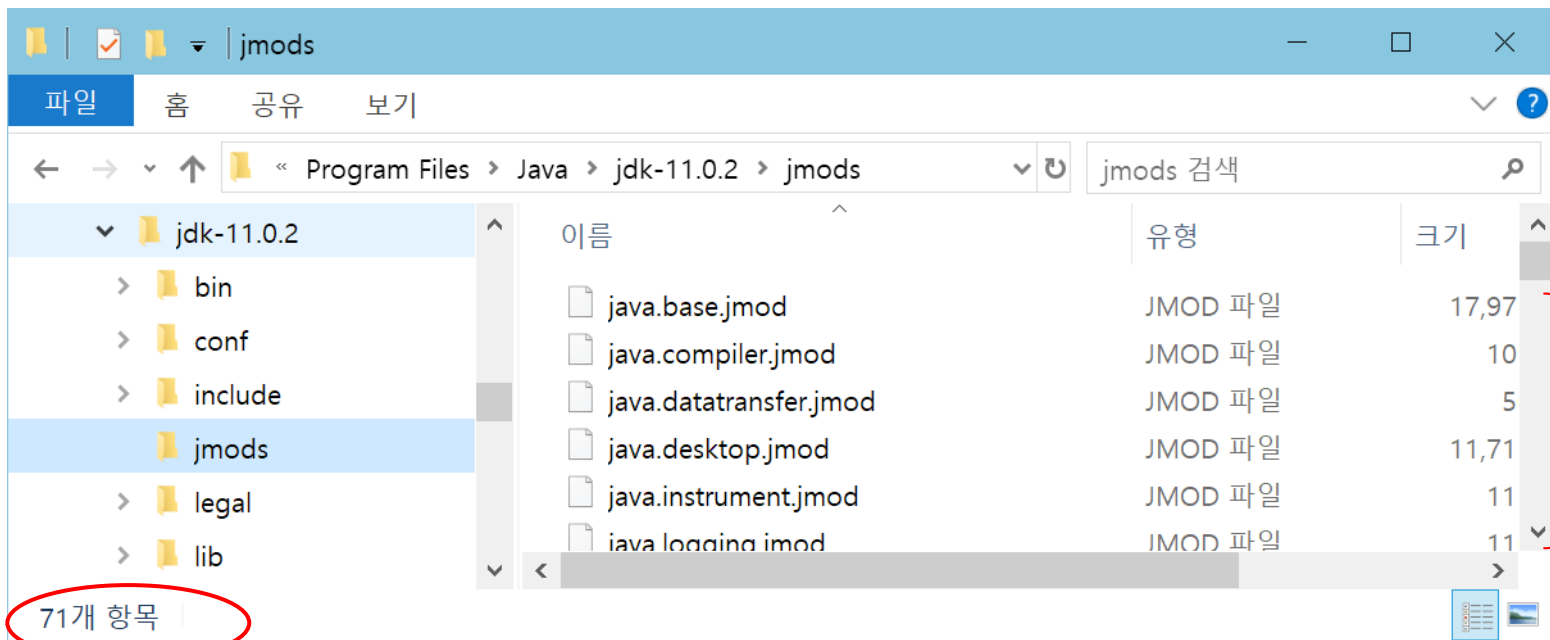 jmods
파일 홈 공유 보기
« Program Files > Java > jdk-11.0.2 > jmods
jmods 검색
jdk-11.0.2
bin
conf
include
jmods
legal
lib
이름 유형 크기
java.base.jmod JMOD 파일 17,97
java.compiler.jmod JMOD 파일 10
java.datatransfer.jmod JMOD 파일 5
java.desktop.jmod JMOD 파일 11,71
java.instrument.jmod JMOD 파일 11
java.logging.jmod JMOD 파일 11
71개 항목